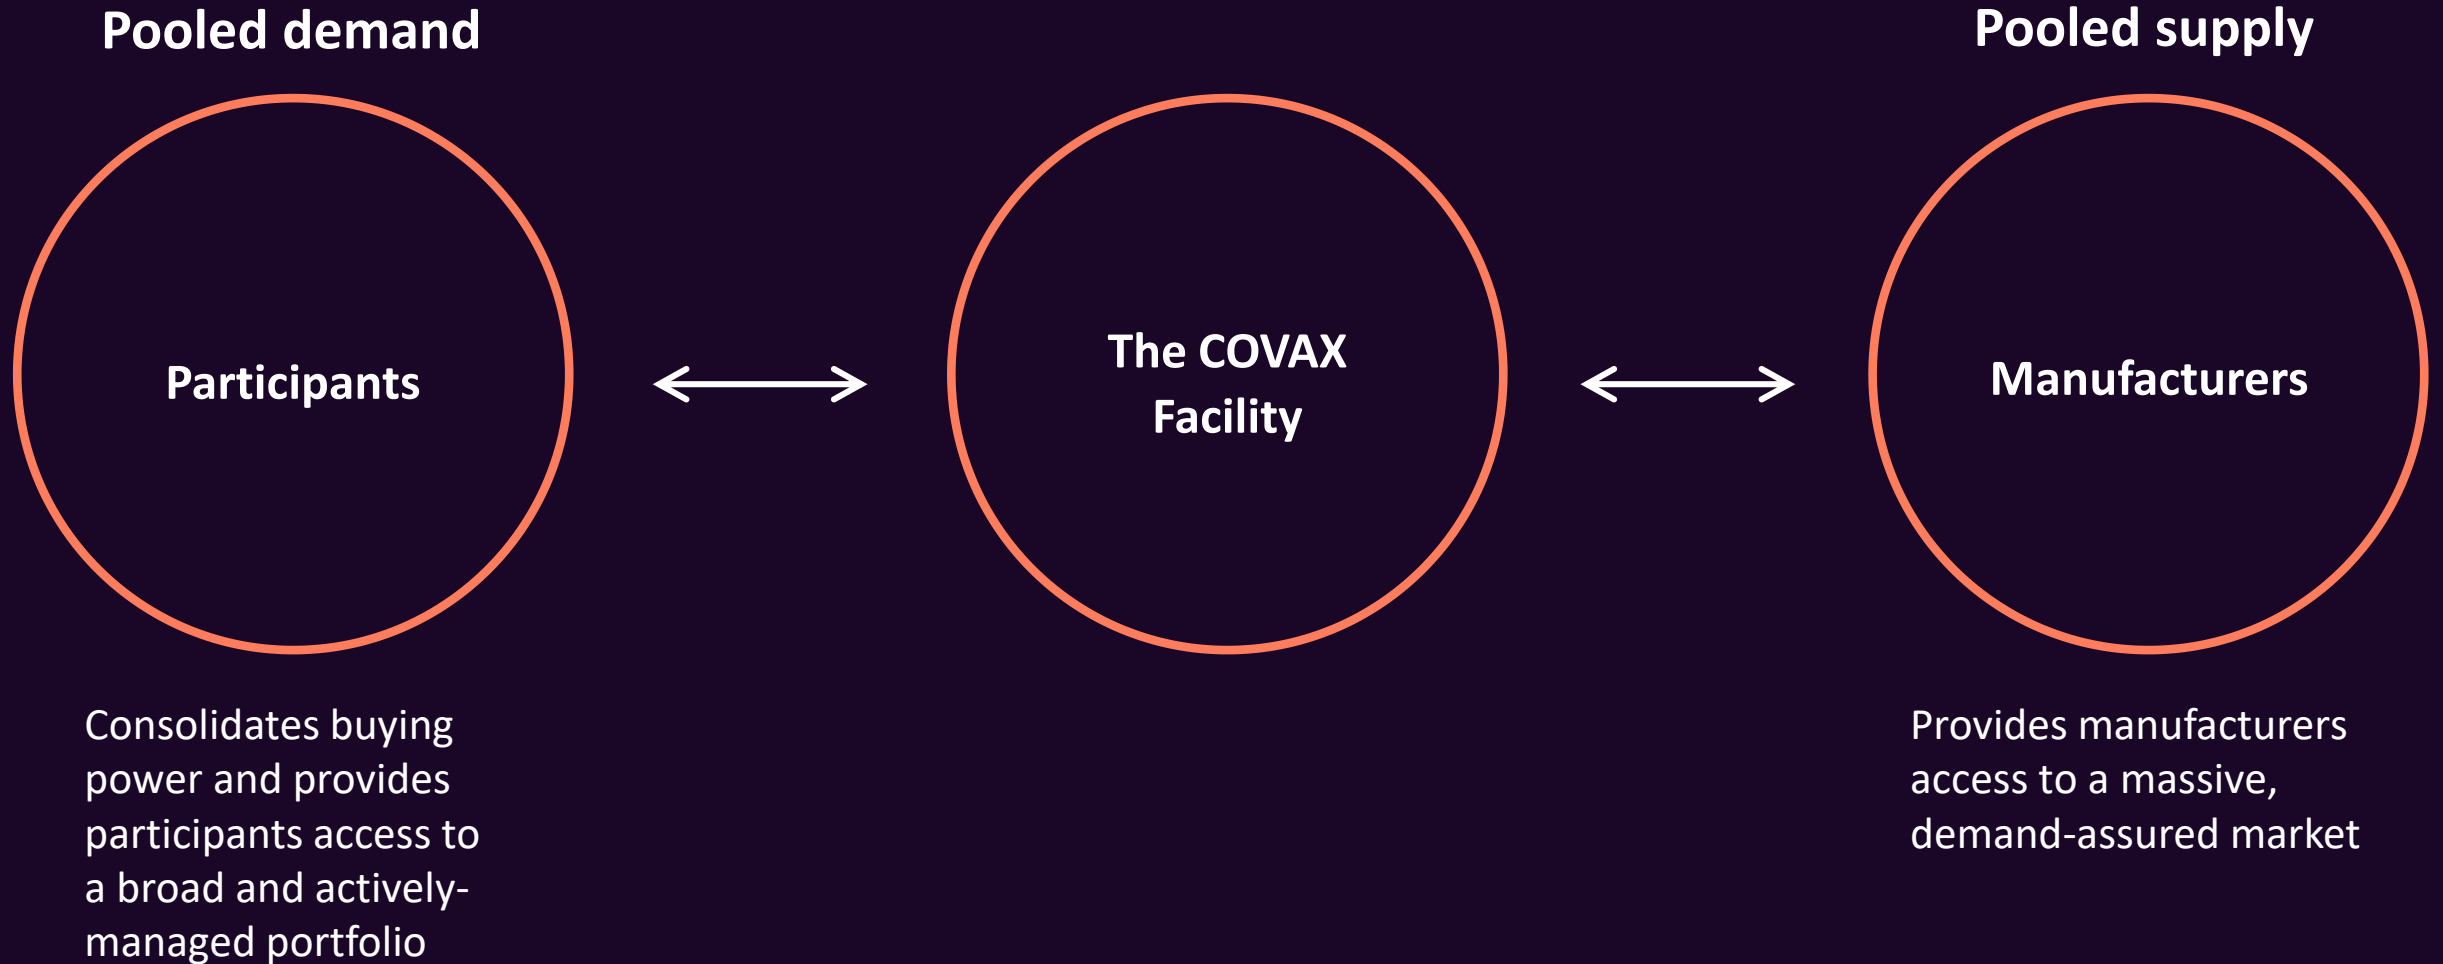 Pooled demand
Pooled supply
Participants
The COVAX
Facility
Manufacturers
Consolidates buying
power and provides
participants access to
a broad and actively-
managed portfolio
Provides manufacturers
access to a massive,
demand-assured market